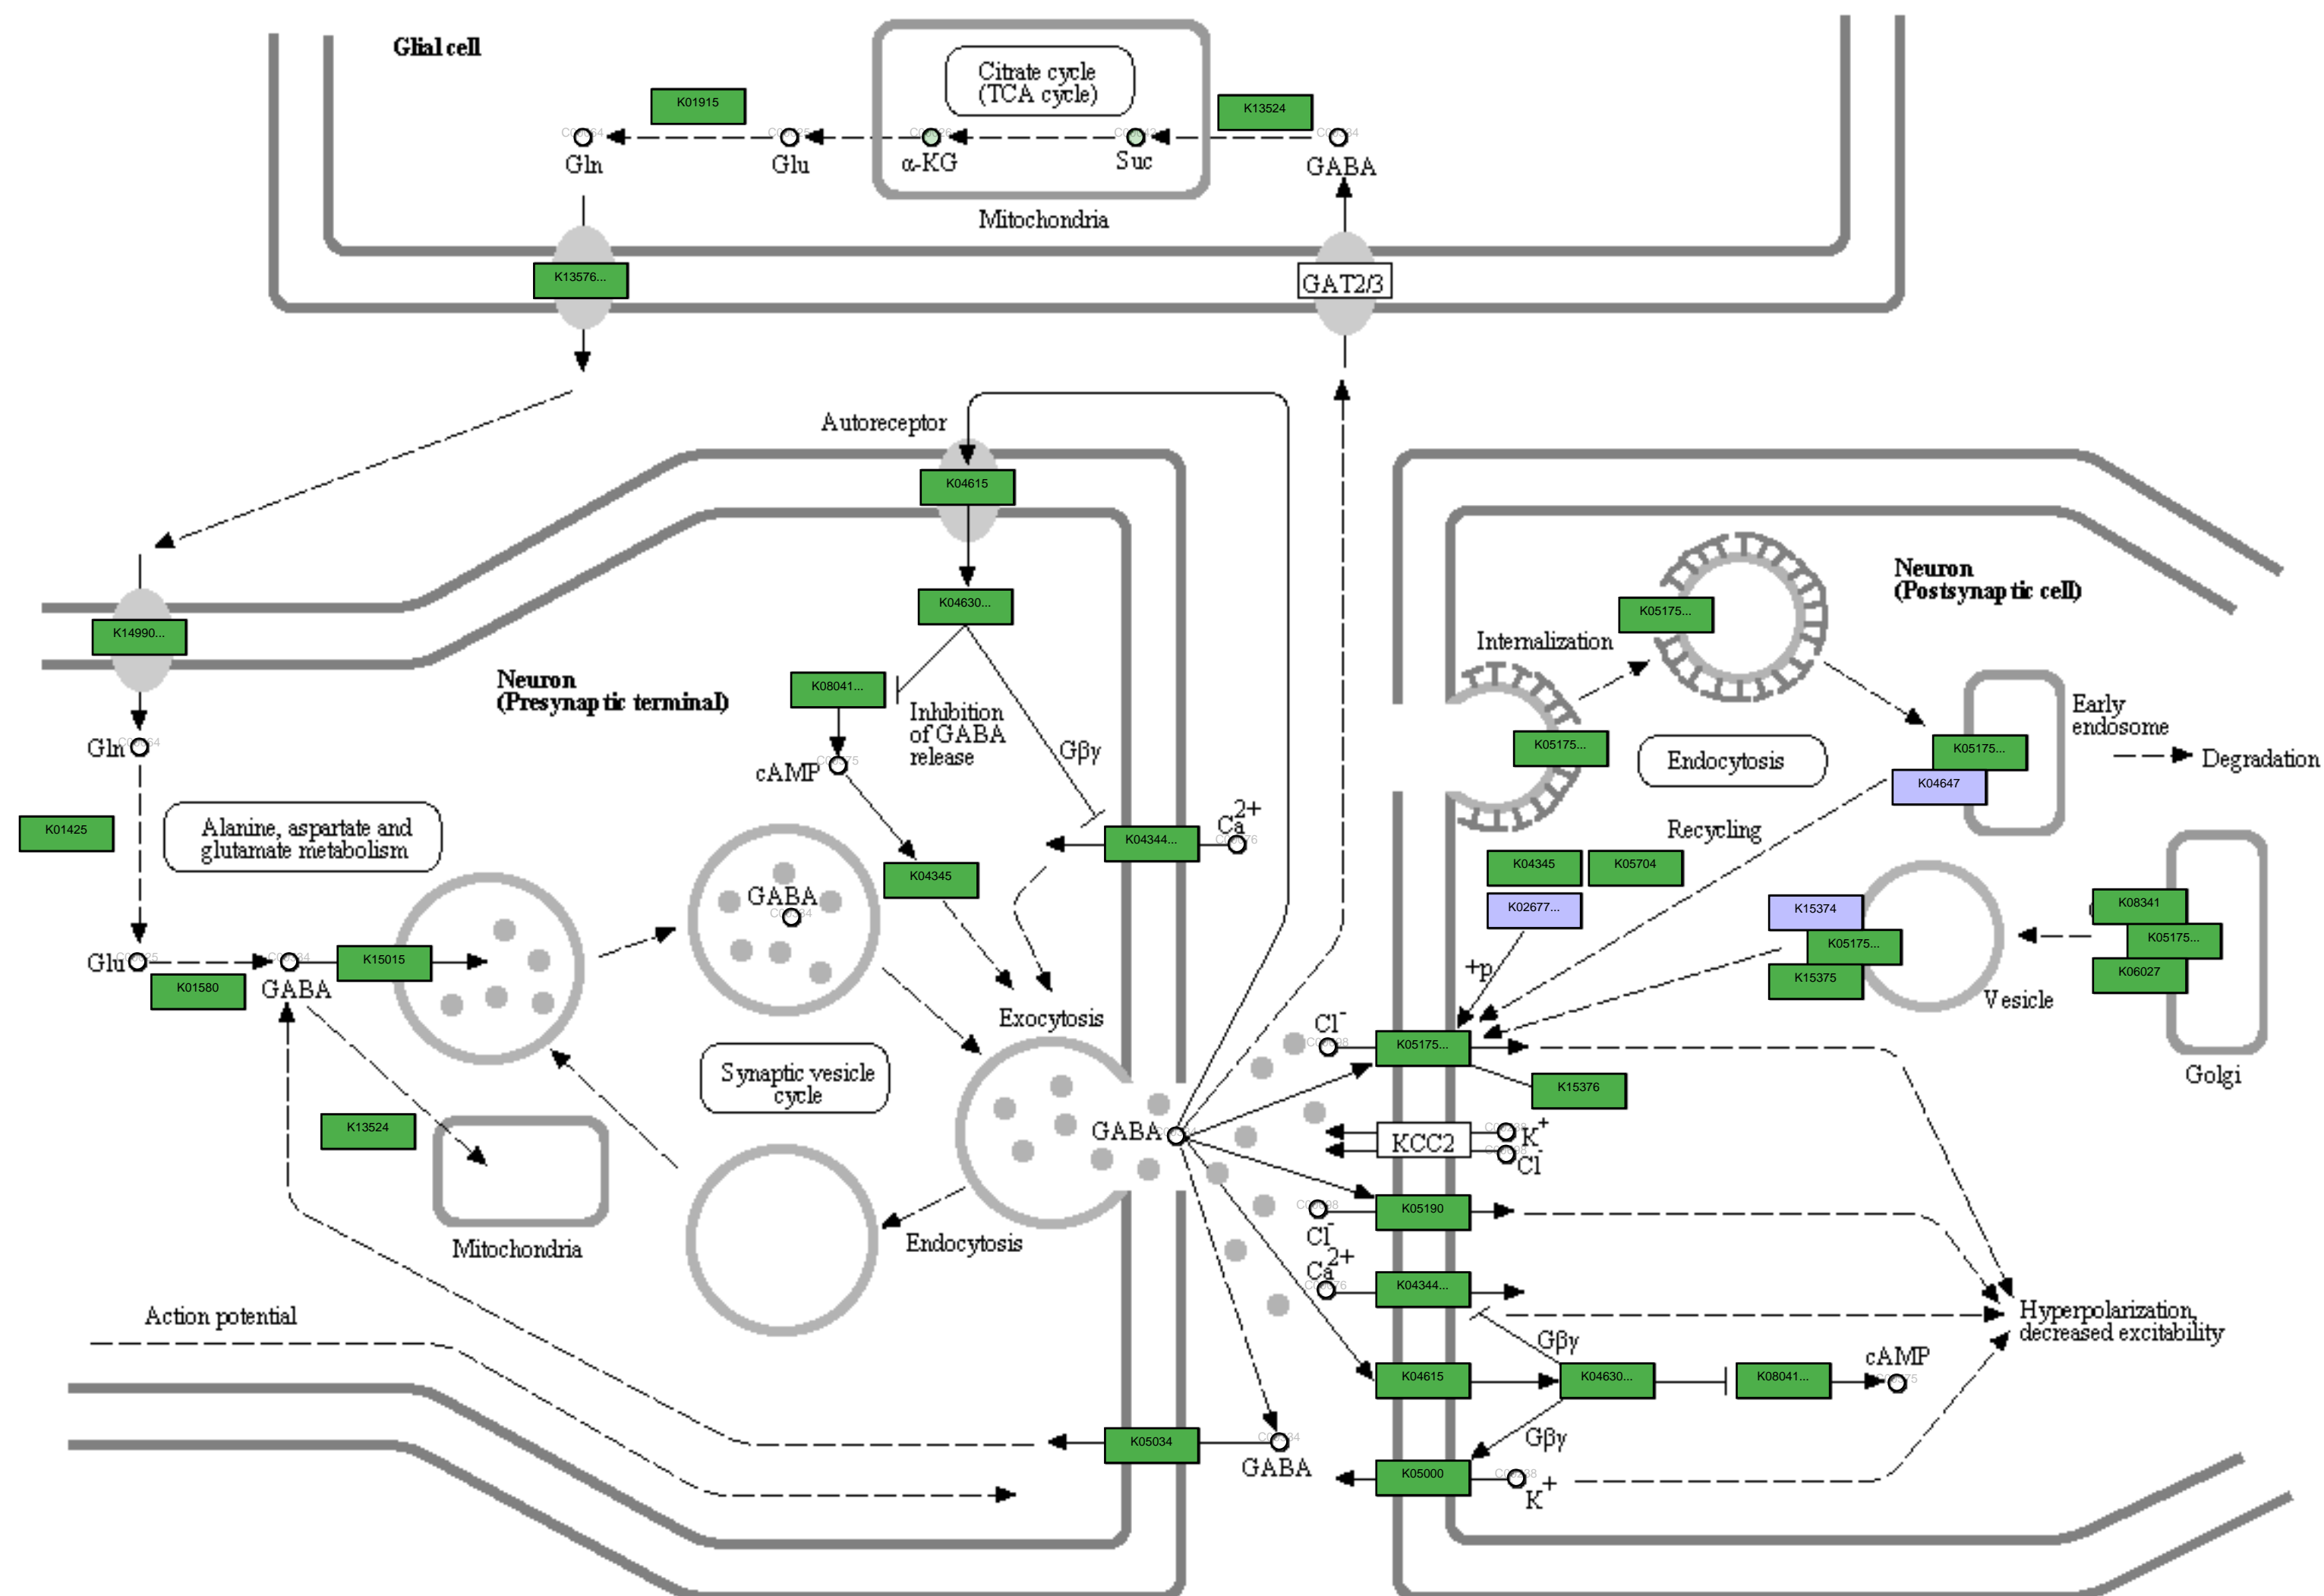 Glial cell
Citrate cycle
(TCA cycle)
K01915
K13524
Gln
Glu
α-KG
Suc
GABA
Mitochondria
K13576...
GAT2/3
Autoreceptor
K04615
K04630...
K14990...
Neuron
(Presynaptic terminal)
K08041...
Inhibition
of GABA
release
Gβγ
cAMP
Gln
K01425
Alanine, aspartate and
glutamate metabolism
GABA
K04345
K04344...
Ca2+
Glu
K01580
GABA
K15015
Exocytosis
Synaptic vesicle
cycle
K13524
Mitochondria
Endocytosis
GABA
Action potential
K05034
GABA
Neuron
(Postsynaptic cell)
K05175...
Internalization
K05175...
Endocytosis
K05175...
K04647
Early
endosome
Degradation
Recycling
K04345
K05704
K02677...
K15374
K05175...
K15375
Vesicle
K08341
K05175...
K06027
Golgi
+p
Cl-
K05175...
K15376
KCC2
K+
Cl-
K05190
Cl-
Ca2+
K04344...
Hyperpolarization,
decreased excitability
Gβγ
K04615
K04630...
K08041...
cAMP
Gβγ
K05000
K+